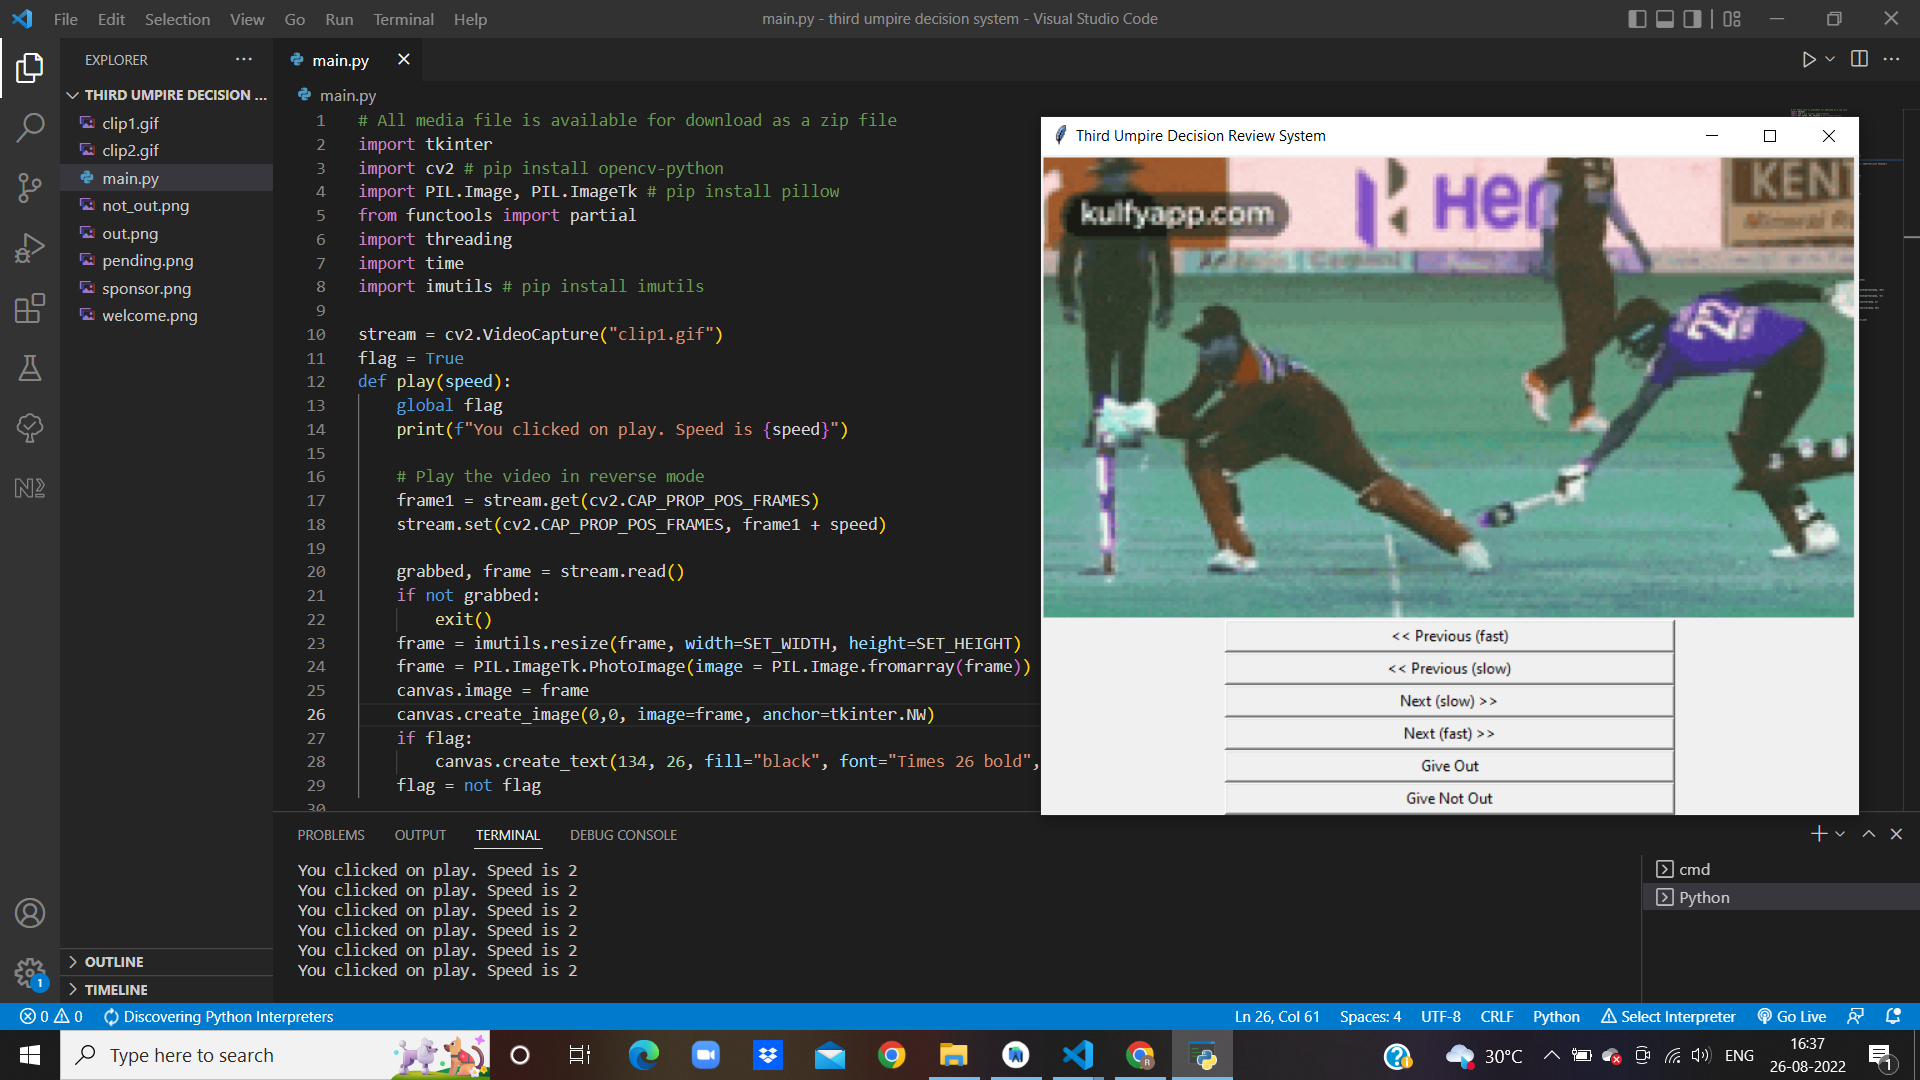 File Edit Selection View Go Run Terminal Help
main.py - third umpire decision system - Visual Studio Code
EXPLORER
THIRD UMPIRE DECISION ...
clip1.gif
clip2.gif
main.py
not_out.png
out.png
pending.png
sponsor.png
welcome.png
OUTLINE
TIMELINE
main.py
main.py
1 # All media file is available for download as a zip file
2 import tkinter
3 import cv2 # pip install opencv-python
4 import PIL.Image, PIL.ImageTk # pip install pillow
5 from functools import partial
6 import threading
7 import time
8 import imutils # pip install imutils
9
10 stream = cv2.VideoCapture("clip1.gif")
11 flag = True
12 def play(speed):
13 global flag
14 print(f"You clicked on play. Speed is {speed}")
15
16 # Play the video in reverse mode
17 frame1 = stream.get(cv2.CAP_PROP_POS_FRAMES)
18 stream.set(cv2.CAP_PROP_POS_FRAMES, frame1 + speed)
19
20 grabbed, frame = stream.read()
21 if not grabbed:
22 exit()
23 frame = imutils.resize(frame, width=SET_WIDTH, height=SET_HEIGHT)
24 frame = PIL.ImageTk.PhotoImage(image = PIL.Image.fromarray(frame))
25 canvas.image = frame
26 canvas.create_image(0,0, image=frame, anchor=tkinter.NW)
27 if flag:
28 canvas.create_text(134, 26, fill="black", font="Times 26 bold",
29 flag = not flag
30
Third Umpire Decision Review System
kulfyapp.com
KENT
222
<< Previous (fast)
<< Previous (slow)
Next (slow) >>
Next (fast) >>
Give Out
Give Not Out
PROBLEMS OUTPUT TERMINAL DEBUG CONSOLE
You clicked on play. Speed is 2
You clicked on play. Speed is 2
You clicked on play. Speed is 2
You clicked on play. Speed is 2
You clicked on play. Speed is 2
You clicked on play. Speed is 2
cmd
Python
1
0 0 Discovering Python Interpreters
Ln 26, Col 61 Spaces: 4 UTF-8 CRLF Python Select Interpreter Go Live
Type here to search
30°C ENG
16:37
26-08-2022
1